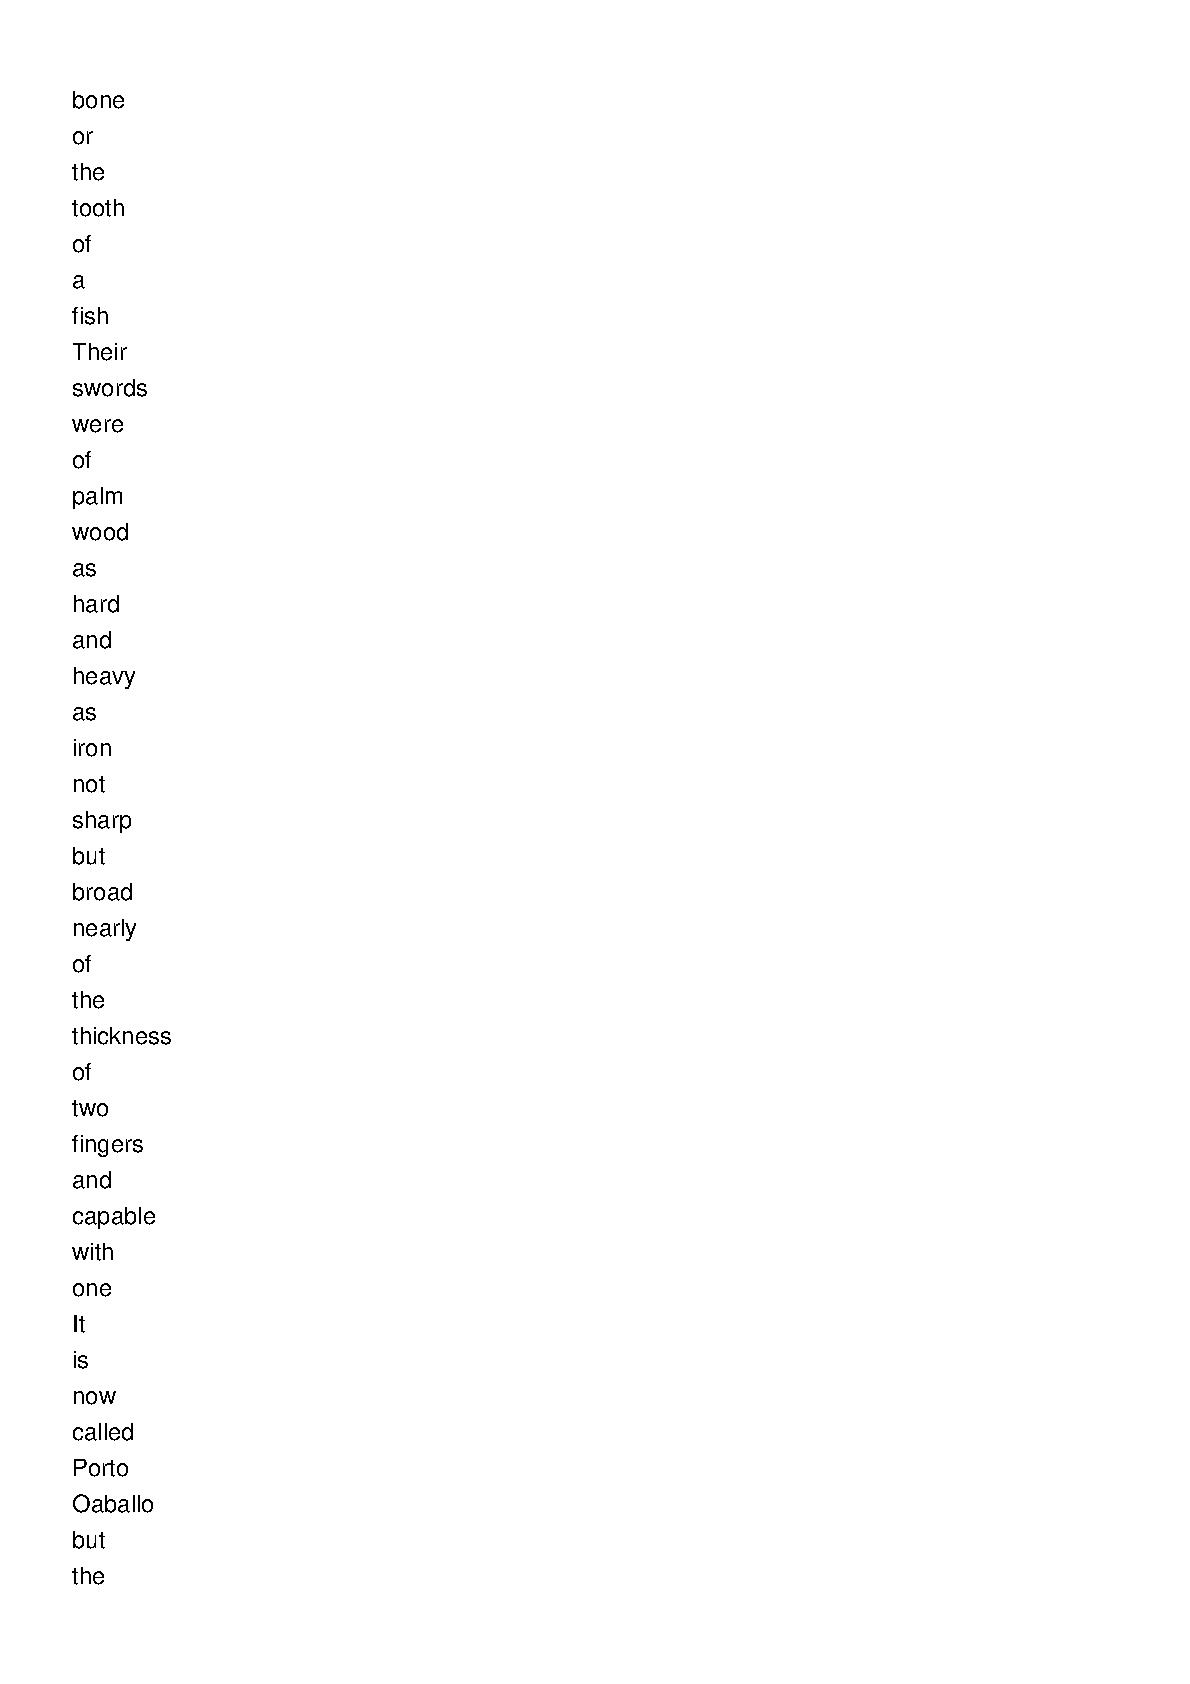 bone
or
the
tooth
of
a
fish
Their
swords
were
of
palm
wood
as
hard
and
heavy
as
iron
not
sharp
but
broad
nearly
of
the
thickness
of
two
fingers
and
capable
with
one
It
is
now
called
Porto
Oaballo
but
the